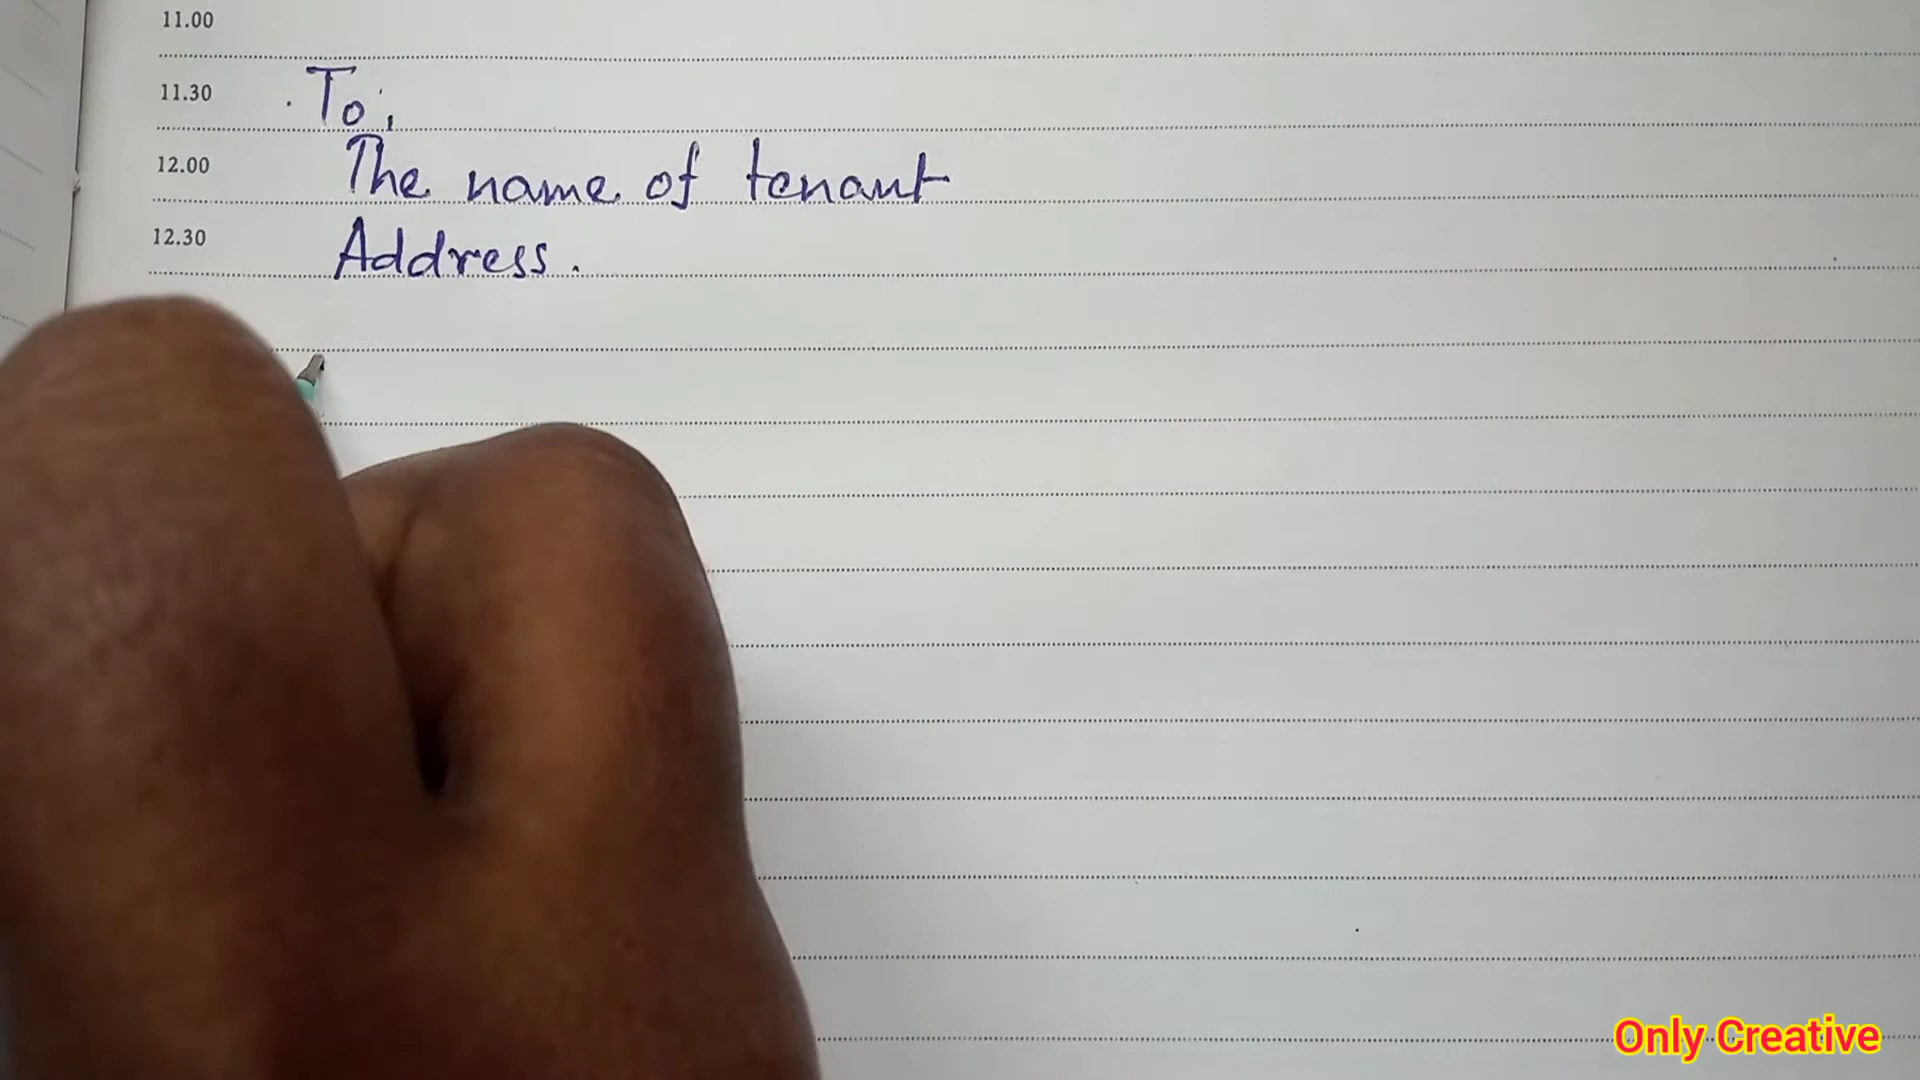 11.00
11.30 To,
12.00 The name of tenant
12.30 Address.
Only Creative